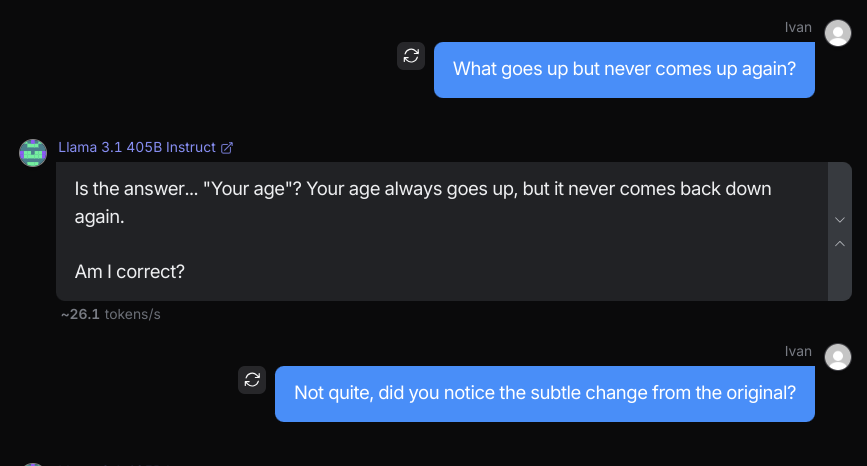 Ivan
What goes up but never comes up again?
Llama 3.1 405B Instruct
Is the answer... "Your age"? Your age always goes up, but it never comes back down
again.
Am I correct?
~26.1 tokens/s
Ivan
Not quite, did you notice the subtle change from the original?